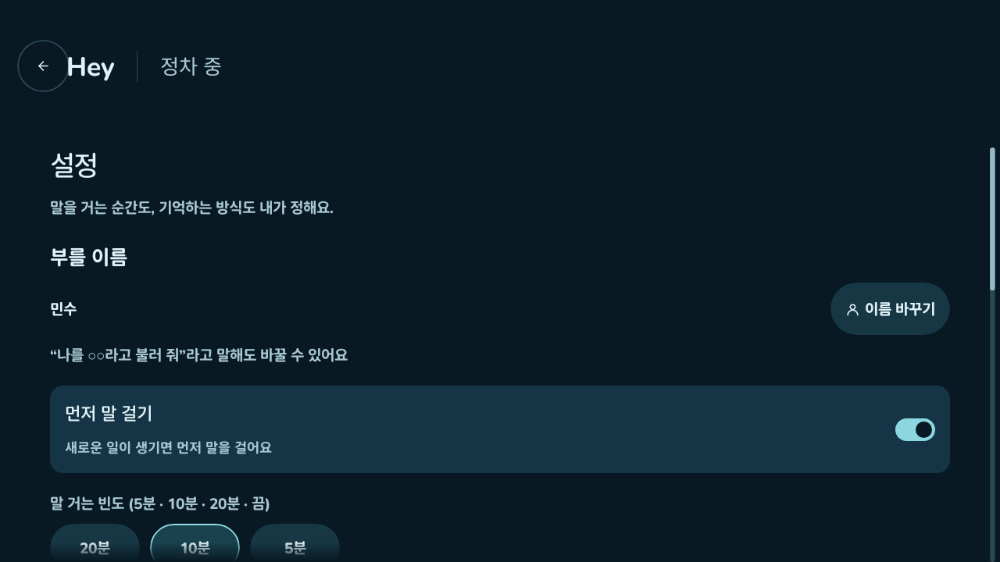 Hey
정차 중
설정
말을 거는 순간도, 기억하는 방식도 내가 정해요.
부를 이름
민수
이름 바꾸기
“나를 ○○라고 불러 줘”라고 말해도 바꿀 수 있어요
먼저 말 걸기
새로운 일이 생기면 먼저 말을 걸어요
말 거는 빈도 (5분 · 10분 · 20분 · 끔)
20분
10분
5분